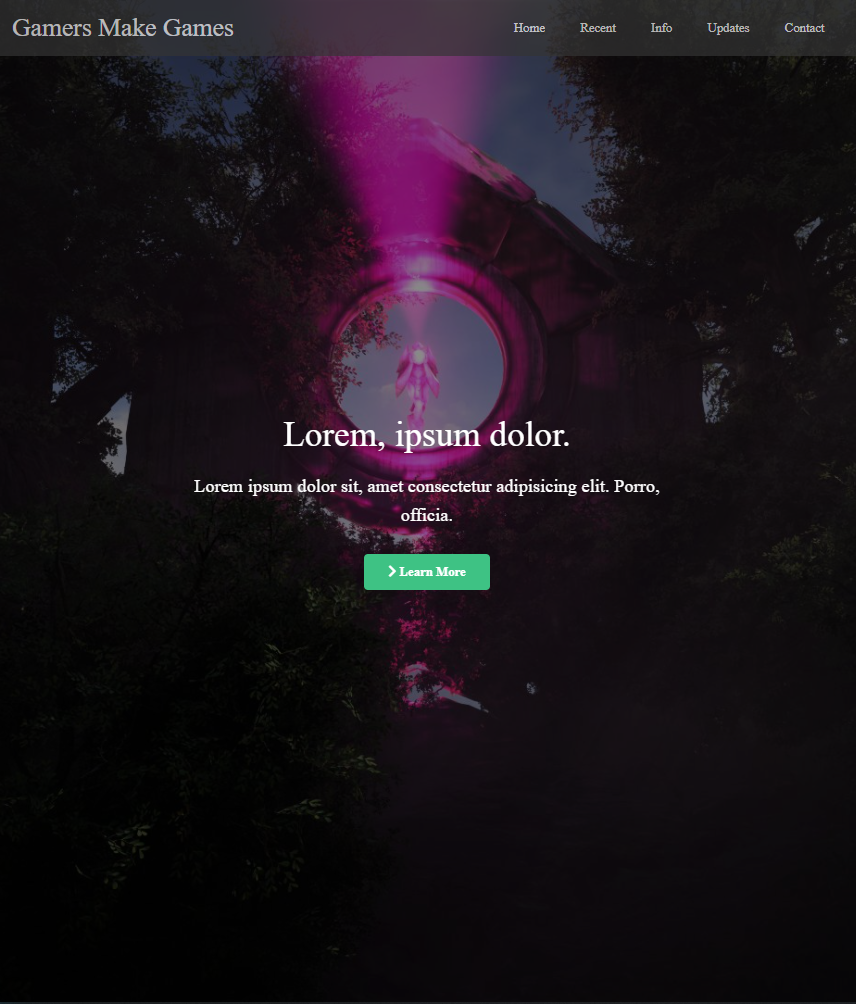 Gamers Make Games
Home Recent Info Updates Contact
Lorem, ipsum dolor.
Lorem ipsum dolor sit, amet consectetur adipisicing elit. Porro,
officia.
Learn More